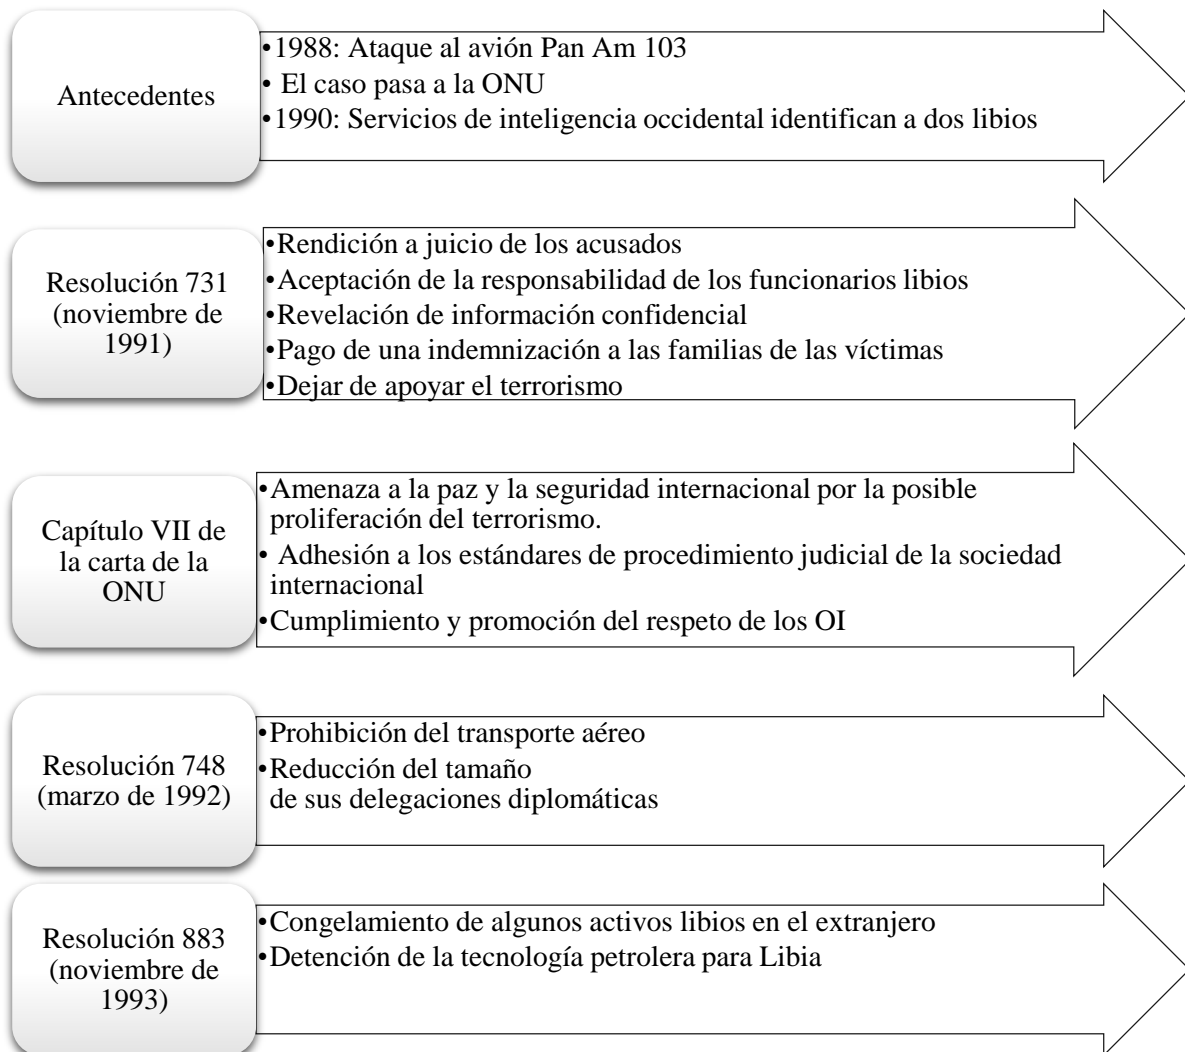 Antecedentes
•1988: Ataque al avión Pan Am 103
• El caso pasa a la ONU
•1990: Servicios de inteligencia occidental identifican a dos libios
Resolución 731
(noviembre de
1991)
•Rendición a juicio de los acusados
•Aceptación de la responsabilidad de los funcionarios libios
•Revelación de información confidencial
•Pago de una indemnización a las familias de las víctimas
•Dejar de apoyar el terrorismo
Capítulo VII de
la carta de la
ONU
•Amenaza a la paz y la seguridad internacional por la posible
proliferación del terrorismo.
• Adhesión a los estándares de procedimiento judicial de la sociedad
internacional
•Cumplimiento y promoción del respeto de los OI
Resolución 748
(marzo de 1992)
•Prohibición del transporte aéreo
•Reducción del tamaño
de sus delegaciones diplomáticas
Resolución 883
(noviembre de
1993)
•Congelamiento de algunos activos libios en el extranjero
•Detención de la tecnología petrolera para Libia